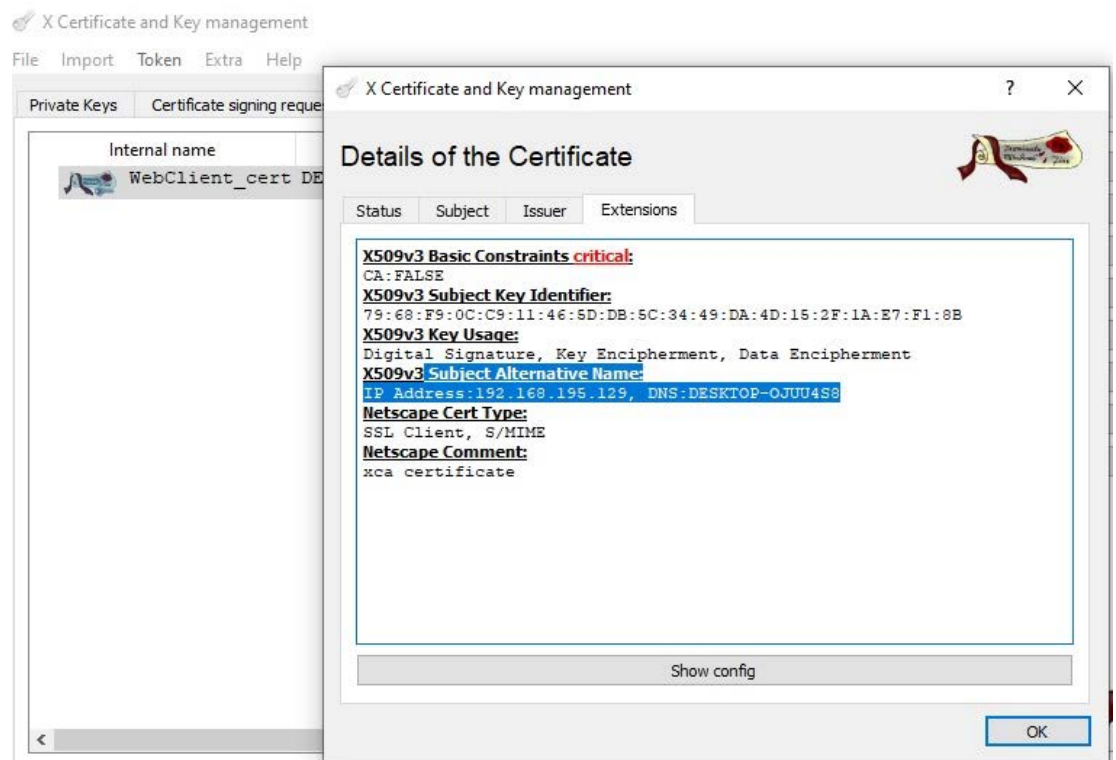 X Certificate and Key management
File Import Token Extra Help
Private Keys Certificate signing reque
Internal name
WebClient_cert DE
X Certificate and Key management
Details of the Certificate
Status Subject Issuer Extensions
X509v3 Basic Constraints critical:
CA:FALSE
X509v3 Subject Key Identifier:
79:68:F9:0C:C9:11:46:5D:DB:5C:34:49:DA:4D:15:2F:1A:E7:F1:8B
X509v3 Key Usage:
Digital Signature, Key Encipherment, Data Encipherment
X509v3 Subject Alternative Name:
IP Address:192.168.195.129, DNS:DESKTOP-OJUU4S8
Netscape Cert Type:
SSL Client, S/MIME
Netscape Comment:
xca certificate
Show config
OK